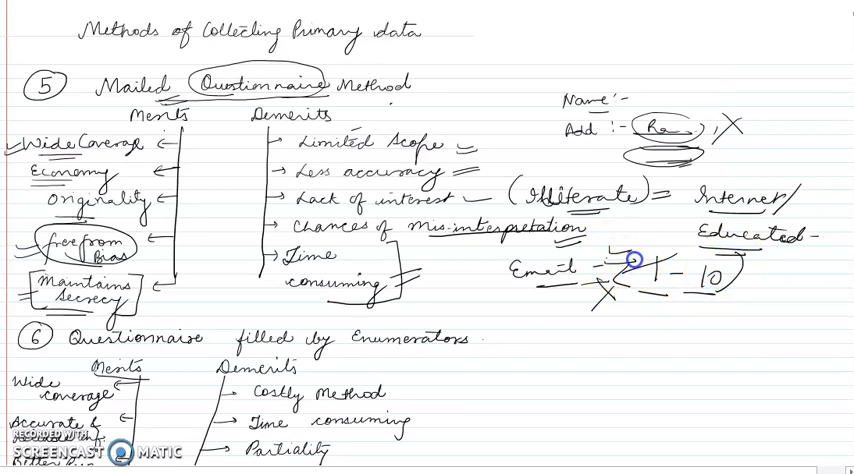 Methods of Collecting Primary data
5 Mailed Questionnaire Method
Merits
Wide Coverage
Economy
Originality
free from Bias
Maintains Secrecy
Demerits
Limited Scope
Less accuracy
Lack of interest
Chances of Mis-interpretation
Time consuming
Name :-
Add :- Ra
(Illiterate) = Internet/
Educated -
Email - 1 - 10
6 Questionnaire filled by Enumerators.
Merits
Wide coverage
Accurate &
Demerits
Costly Method
Time consuming
Partiality
RECORDED WITH
SCREENCAST MATIC